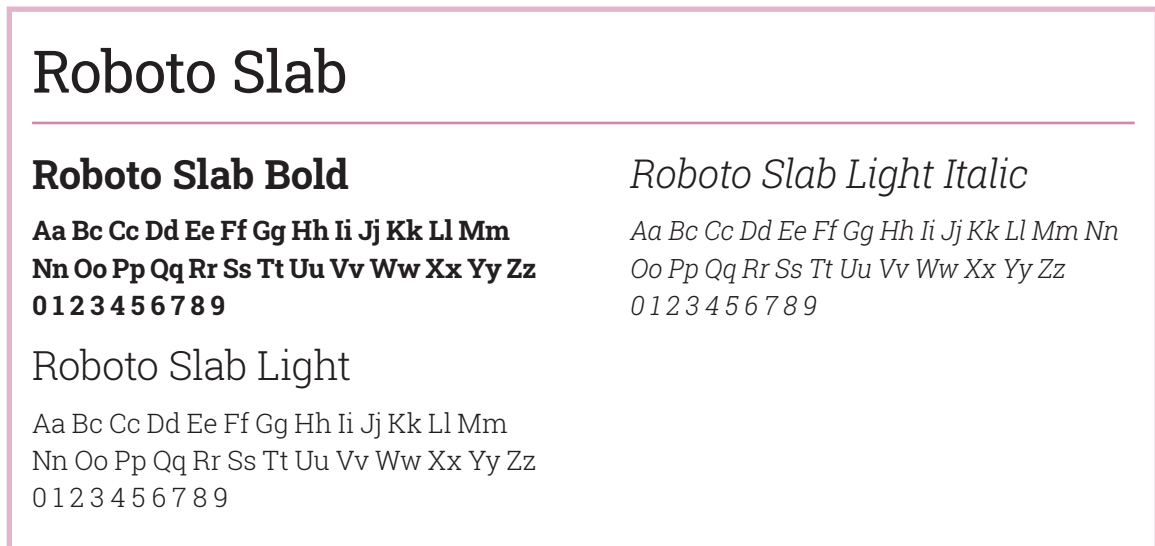 Roboto Slab
Roboto Slab Bold
Aa Bc Cc Dd Ee Ff Gg Hh Ii Jj Kk Ll Mm
Nn Oo Pp Qq Rr Ss Tt Uu Vv Ww Xx Yy Zz
0 1 2 3 4 5 6 7 8 9
Roboto Slab Light
Aa Bc Cc Dd Ee Ff Gg Hh Ii Jj Kk Ll Mm
Nn Oo Pp Qq Rr Ss Tt Uu Vv Ww Xx Yy Zz
0 1 2 3 4 5 6 7 8 9
Roboto Slab Light Italic
Aa Bc Cc Dd Ee Ff Gg Hh Ii Jj Kk Ll Mm Nn
Oo Pp Qq Rr Ss Tt Uu Vv Ww Xx Yy Zz
0 1 2 3 4 5 6 7 8 9